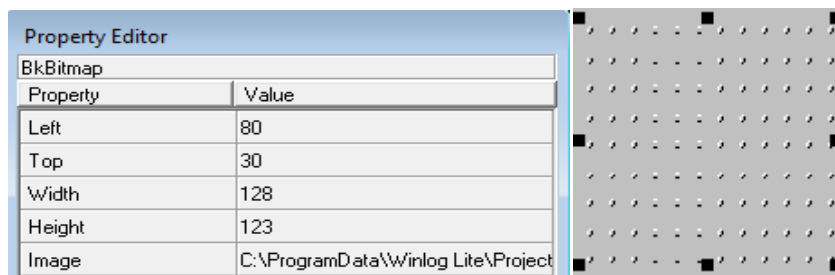 Property Editor
BkBitmap
Property Value
Left 80
Top 30
Width 128
Height 123
Image C:\ProgramData\Winlog Lite\Project